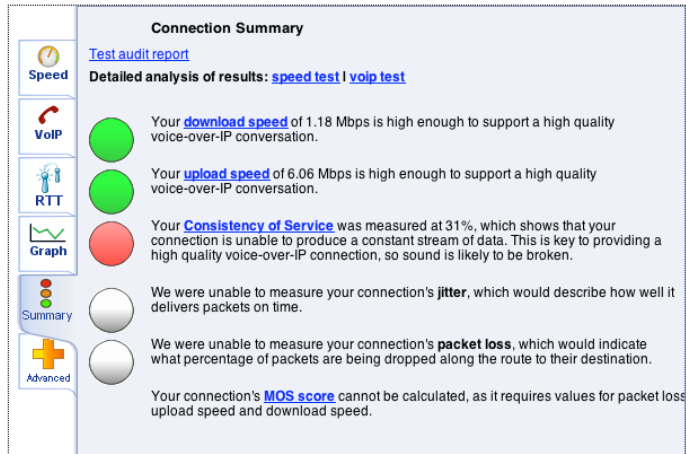 Connection Summary
Test audit report
Detailed analysis of results: speed test | voip test
Speed
VoIP
RTT
Graph
Summary
Advanced
Your download speed of 1.18 Mbps is high enough to support a high quality
voice-over-IP conversation.
Your upload speed of 6.06 Mbps is high enough to support a high quality
voice-over-IP conversation.
Your Consistency of Service was measured at 31%, which shows that your
connection is unable to produce a constant stream of data. This is key to providing a
high quality voice-over-IP connection, so sound is likely to be broken.
We were unable to measure your connection's jitter, which would describe how well it
delivers packets on time.
We were unable to measure your connection's packet loss, which would indicate
what percentage of packets are being dropped along the route to their destination.
Your connection's MOS score cannot be calculated, as it requires values for packet loss
upload speed and download speed.